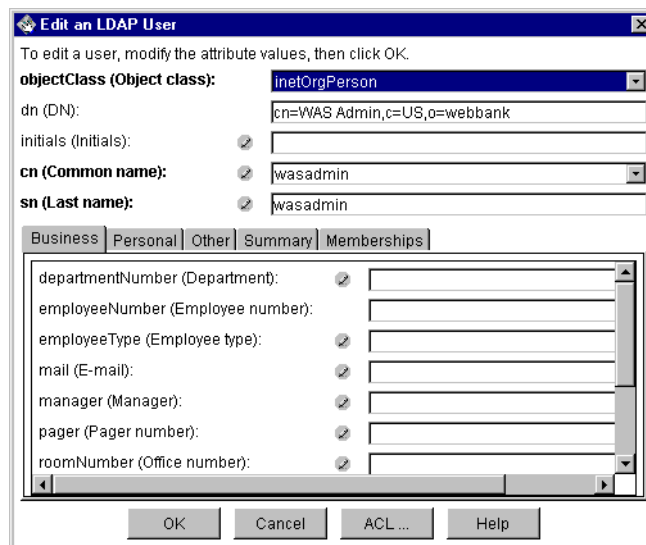 Edit an LDAP User
To edit a user, modify the attribute values, then click OK.
objectClass (Object class): inetOrgPerson
dn (DN): cn=WAS Admin,c=US,o=webbank
initials (Initials):
cn (Common name): wasadmin
sn (Last name): wasadmin
Business Personal Other Summary Memberships
departmentNumber (Department):
employeeNumber (Employee number):
employeeType (Employee type):
mail (E-mail):
manager (Manager):
pager (Pager number):
roomNumber (Office number):
OK Cancel ACL ... Help